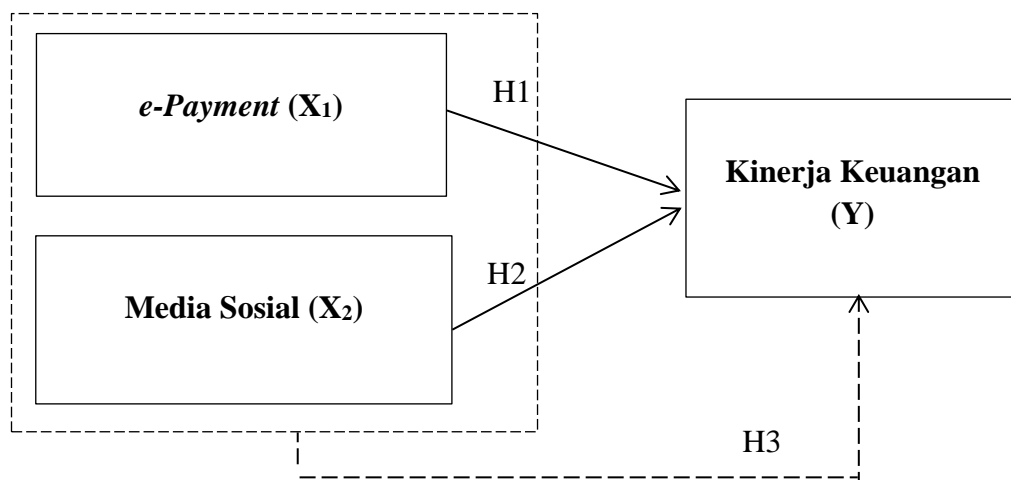 e-Payment (X₁)
H1
Kinerja Keuangan
(Y)
Media Sosial (X₂)
H2
H3